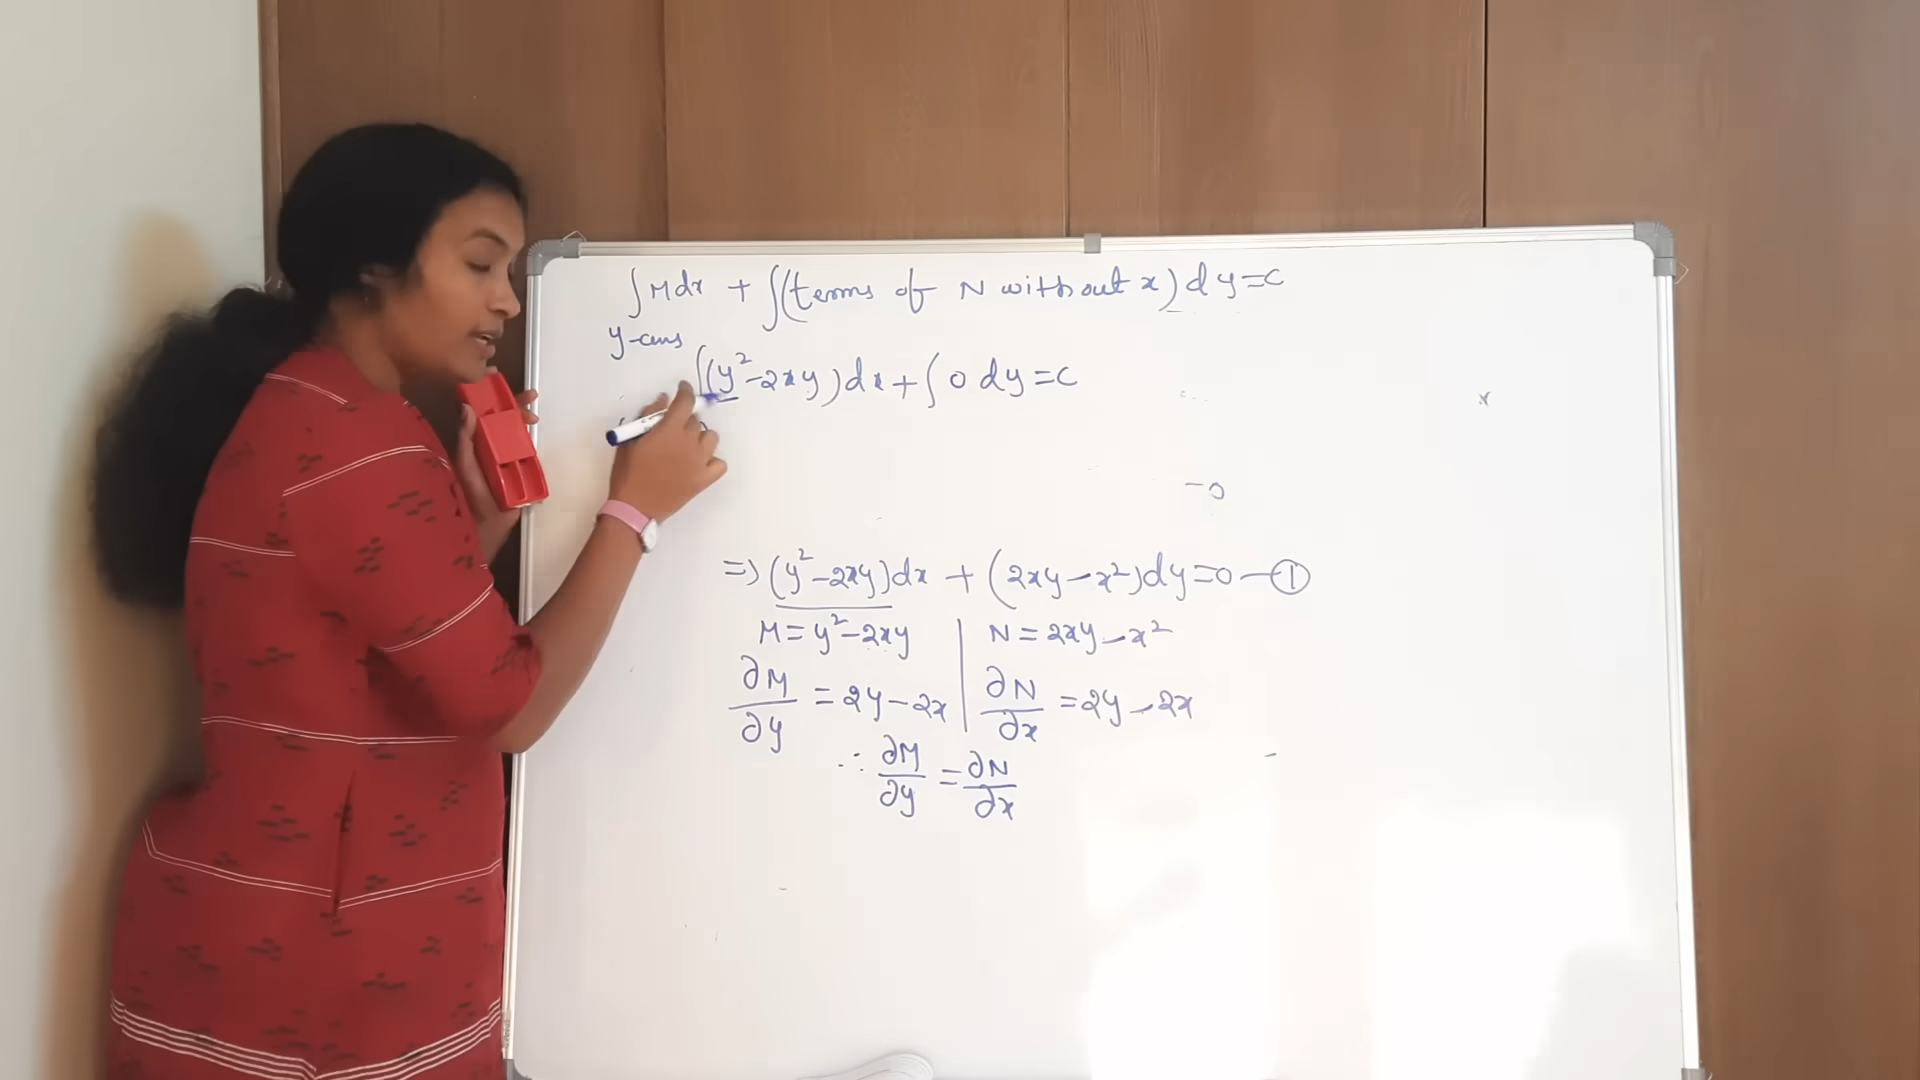 ∫Mdx + ∫(terms of N without x)dy=c
y-cons
∫(y²-2xy)dx+∫0 dy=c
-0
=> (y²-2xy)dx + (2xy-x²)dy=0-①
M=y²-2xy | N=2xy-x²
∂M/∂y = 2y-2x | ∂N/∂x =2y-2x
∴ ∂M/∂y = ∂N/∂x